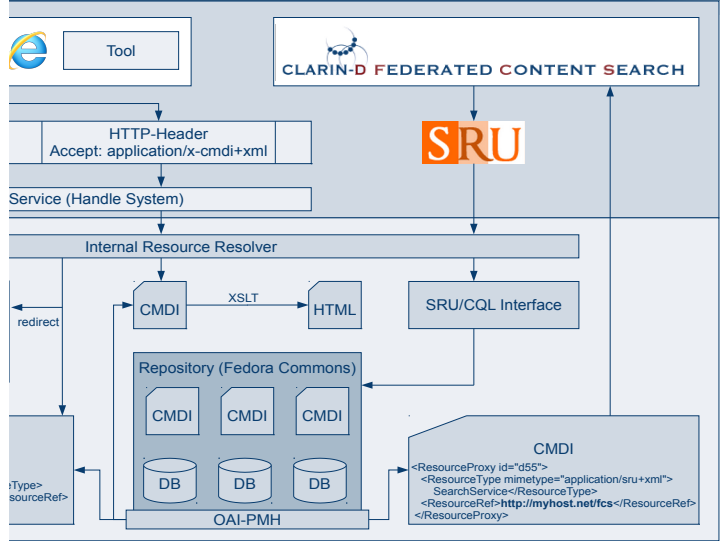 Tool
CLARIN-D FEDERATED CONTENT SEARCH
HTTP-Header
Accept: application/x-cmdi+xml
SRU
Service (Handle System)
Internal Resource Resolver
redirect
CMDI
XSLT
HTML
SRU/CQL Interface
Repository (Fedora Commons)
CMDI
CMDI
CMDI
DB
DB
DB
OAI-PMH
eType>
sourceRef>
CMDI
<ResourceProxy id="d55">
<ResourceType mimetype="application/sru+xml">
SearchService</ResourceType>
<ResourceRef>http://myhost.net/fcs</ResourceRef>
</ResourceProxy>